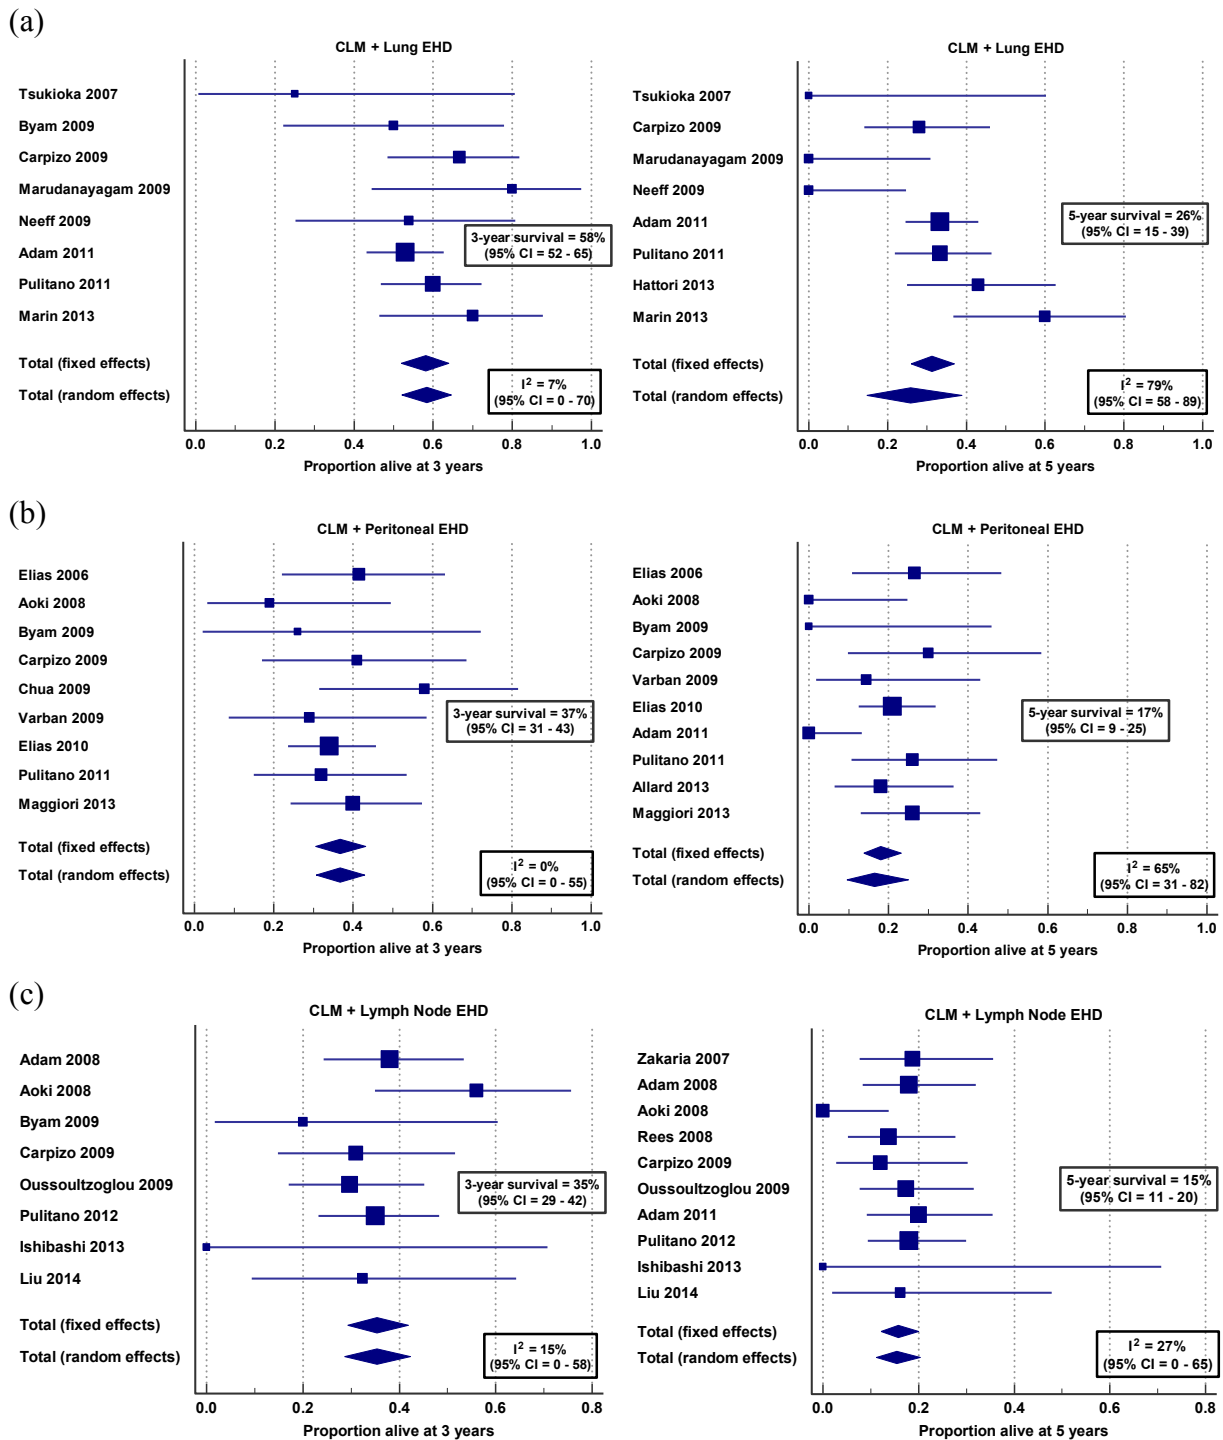 (a)
CLM + Lung EHD
Tsukioka 2007
Byam 2009
Carpizo 2009
Marudanayagam 2009
Neeff 2009
Adam 2011
Pulitano 2011
Marin 2013
Total (fixed effects)
Total (random effects)
3-year survival = 58%
(95% CI = 52 - 65)
I² = 7%
(95% CI = 0 - 70)
0.0 0.2 0.4 0.6 0.8 1.0
Proportion alive at 3 years
CLM + Lung EHD
Tsukioka 2007
Carpizo 2009
Marudanayagam 2009
Neeff 2009
Adam 2011
Pulitano 2011
Hattori 2013
Marin 2013
Total (fixed effects)
Total (random effects)
5-year survival = 26%
(95% CI = 15 - 39)
I² = 79%
(95% CI = 58 - 89)
0.0 0.2 0.4 0.6 0.8 1.0
Proportion alive at 5 years
(b)
CLM + Peritoneal EHD
Elias 2006
Aoki 2008
Byam 2009
Carpizo 2009
Chua 2009
Varban 2009
Elias 2010
Pulitano 2011
Maggiori 2013
Total (fixed effects)
Total (random effects)
3-year survival = 37%
(95% CI = 31 - 43)
I² = 0%
(95% CI = 0 - 55)
0.0 0.2 0.4 0.6 0.8 1.0
Proportion alive at 3 years
CLM + Peritoneal EHD
Elias 2006
Aoki 2008
Byam 2009
Carpizo 2009
Varban 2009
Elias 2010
Adam 2011
Pulitano 2011
Allard 2013
Maggiori 2013
Total (fixed effects)
Total (random effects)
5-year survival = 17%
(95% CI = 9 - 25)
I² = 65%
(95% CI = 31 - 82)
0.0 0.2 0.4 0.6 0.8 1.0
Proportion alive at 5 years
(c)
CLM + Lymph Node EHD
Adam 2008
Aoki 2008
Byam 2009
Carpizo 2009
Oussoultzoglou 2009
Pulitano 2012
Ishibashi 2013
Liu 2014
Total (fixed effects)
Total (random effects)
3-year survival = 35%
(95% CI = 29 - 42)
I² = 15%
(95% CI = 0 - 58)
0.0 0.2 0.4 0.6 0.8
Proportion alive at 3 years
CLM + Lymph Node EHD
Zakaria 2007
Adam 2008
Aoki 2008
Rees 2008
Carpizo 2009
Oussoultzoglou 2009
Adam 2011
Pulitano 2012
Ishibashi 2013
Liu 2014
Total (fixed effects)
Total (random effects)
5-year survival = 15%
(95% CI = 11 - 20)
I² = 27%
(95% CI = 0 - 65)
0.0 0.2 0.4 0.6 0.8
Proportion alive at 5 years